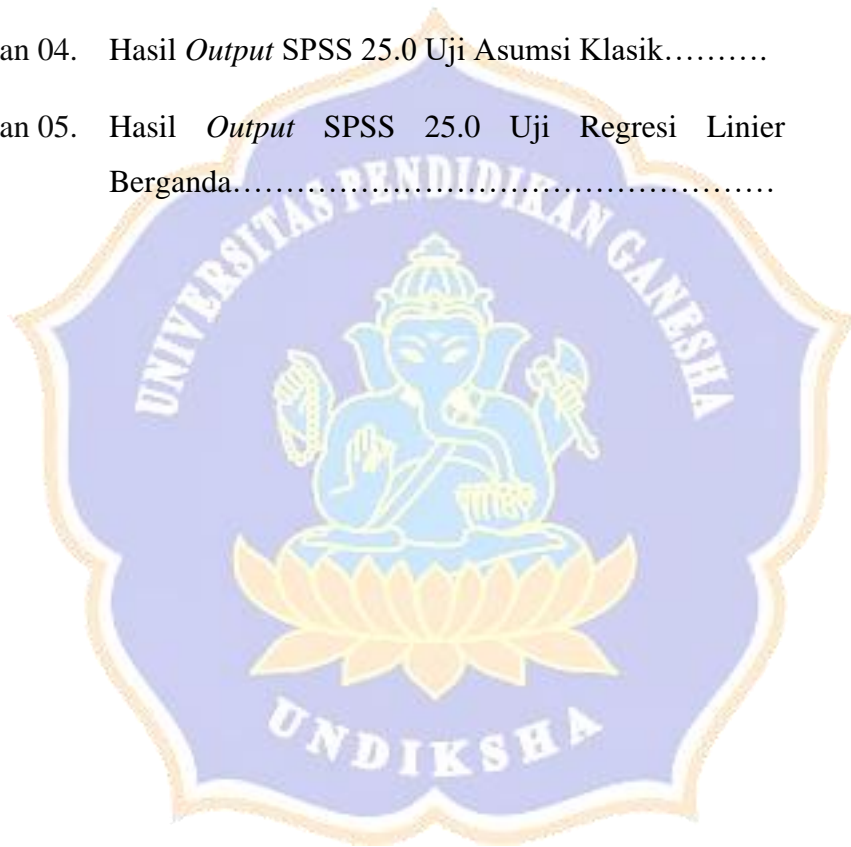 an 04. Hasil Output SPSS 25.0 Uji Asumsi Klasik……….
an 05. Hasil Output SPSS 25.0 Uji Regresi Linier
Berganda……………………………………………
UNIVERSITAS PENDIDIKAN GANESHA
UNDIKSHA